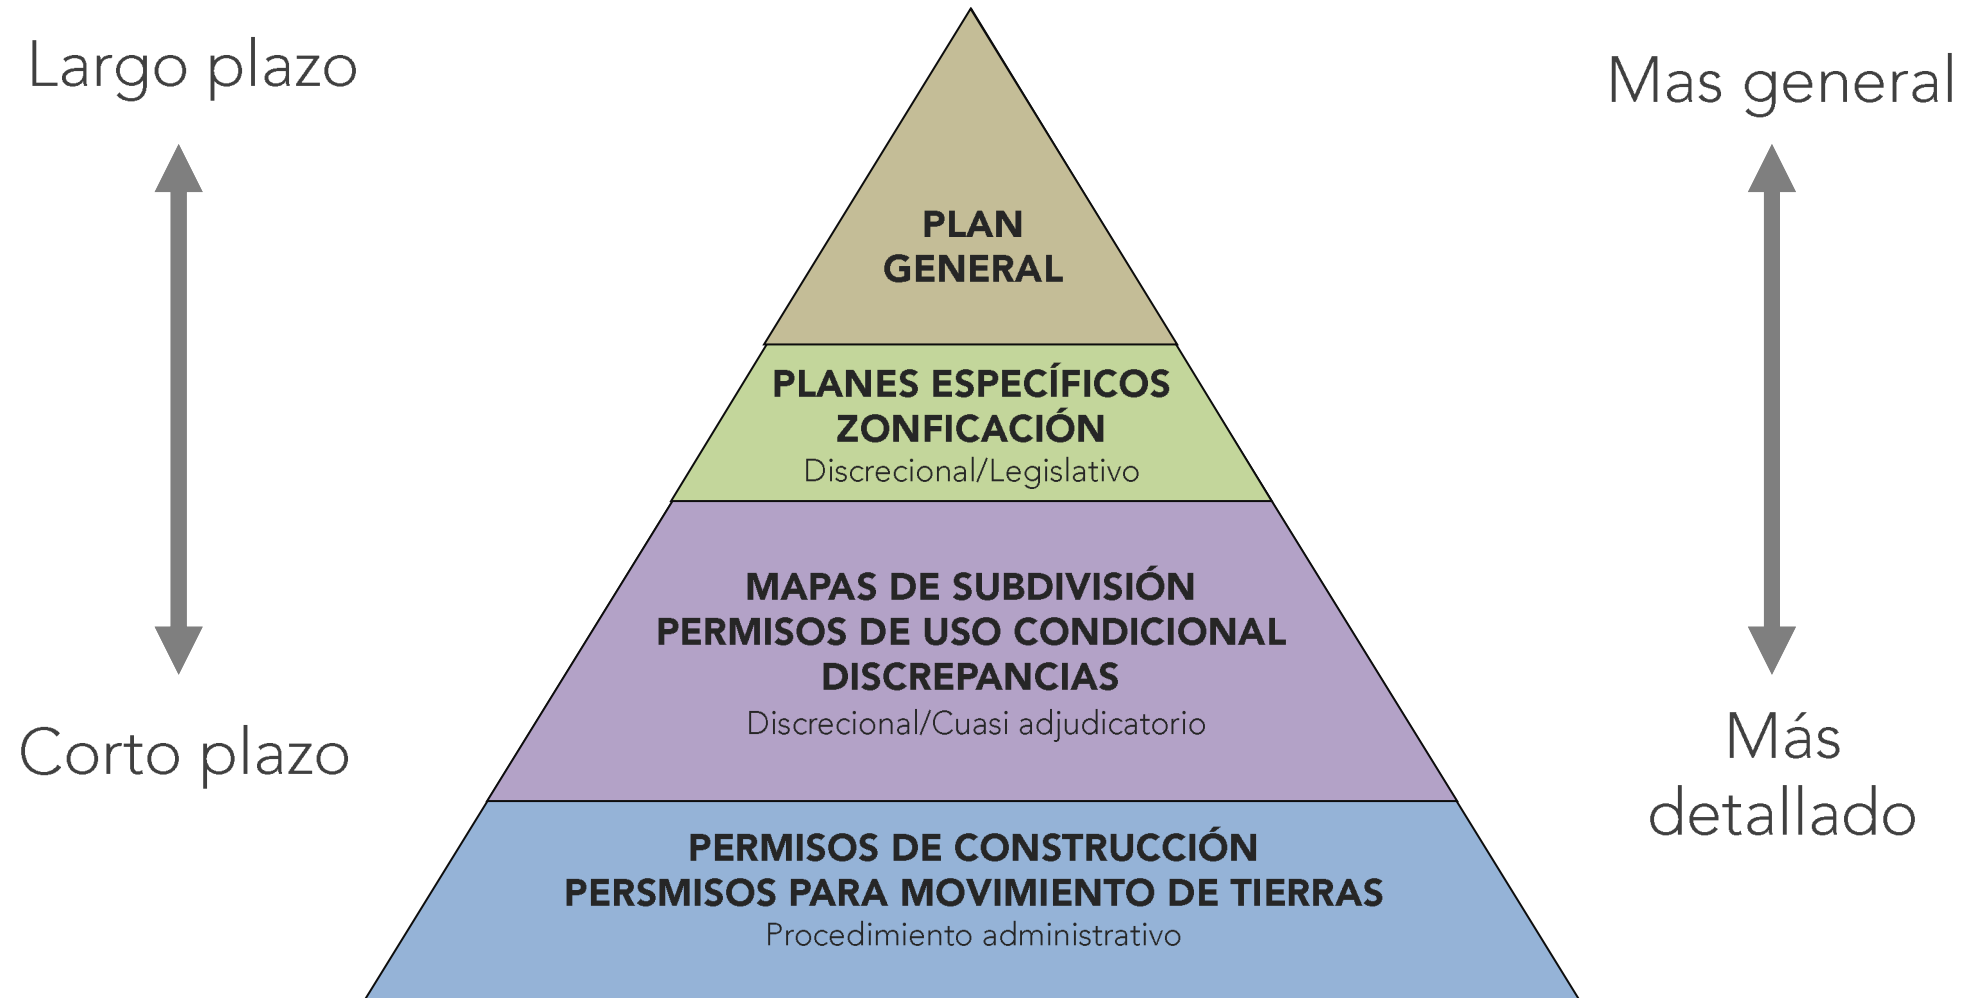 Largo plazo
Mas general
PLAN
GENERAL
PLANES ESPECÍFICOS
ZONFICACIÓN
Discrecional/Legislativo
MAPAS DE SUBDIVISIÓN
PERMISOS DE USO CONDICIONAL
DISCREPANCIAS
Discrecional/Cuasi adjudicatorio
Corto plazo
Más
detallado
PERMISOS DE CONSTRUCCIÓN
PERSMISOS PARA MOVIMIENTO DE TIERRAS
Procedimiento administrativo